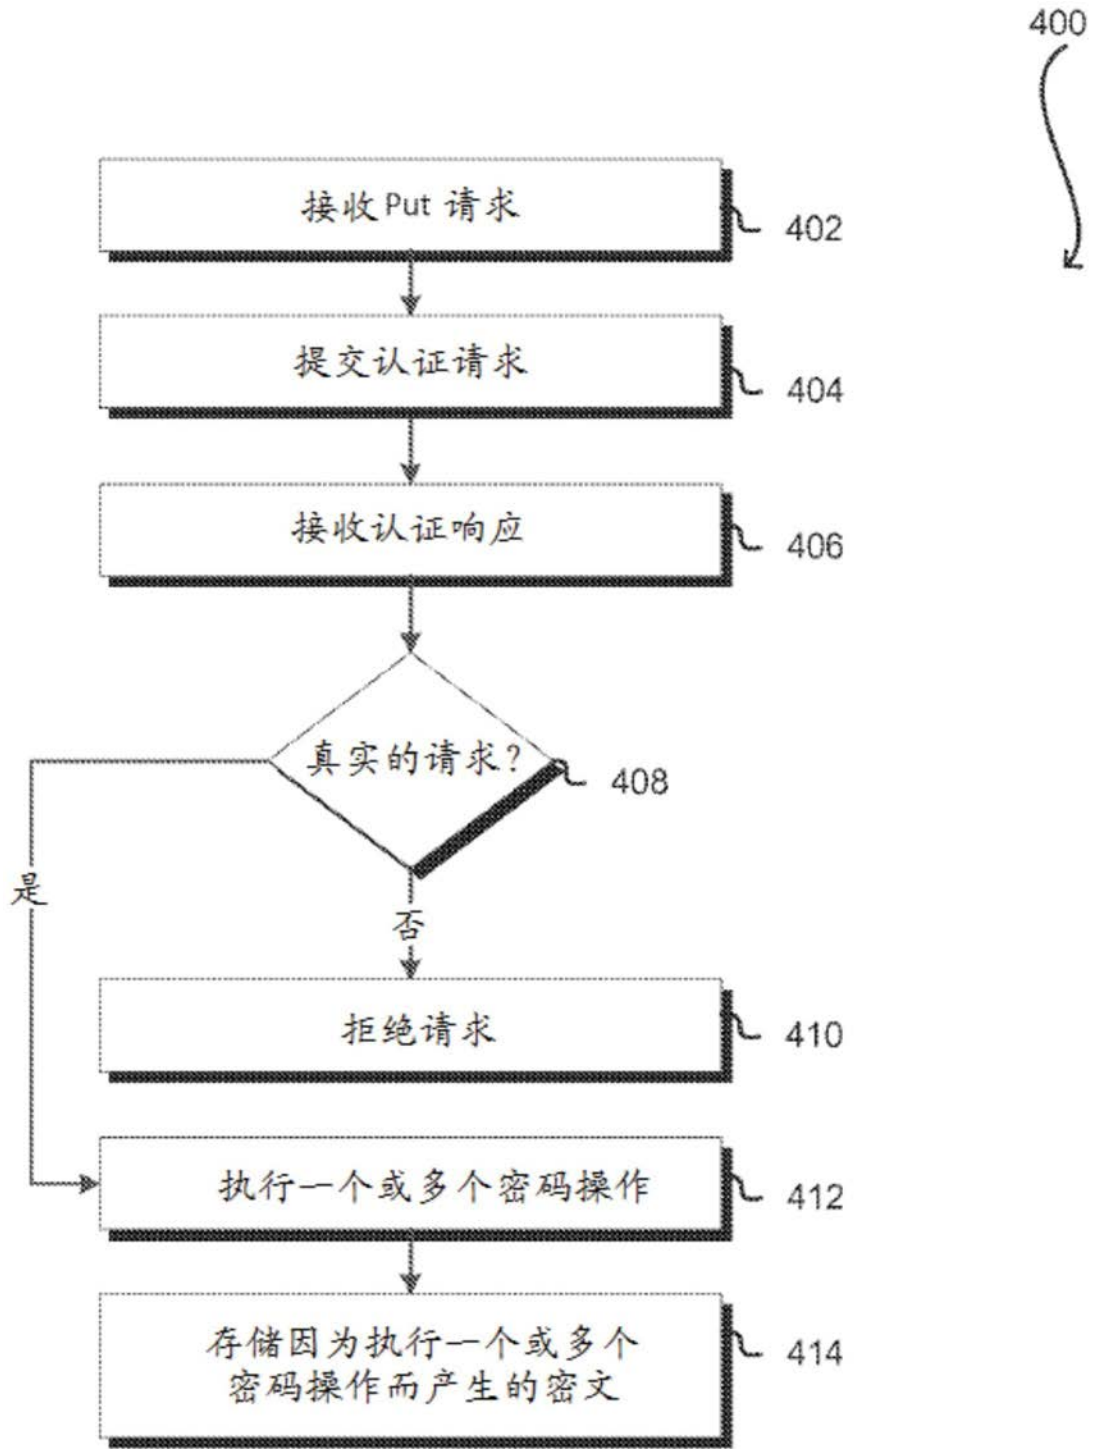 400
接收Put 请求
402
提交认证请求
404
接收认证响应
406
真实的请求?
408
是
否
拒绝请求
410
执行一个或多个密码操作
412
存储因为执行一个或多个
密码操作而产生的密文
414